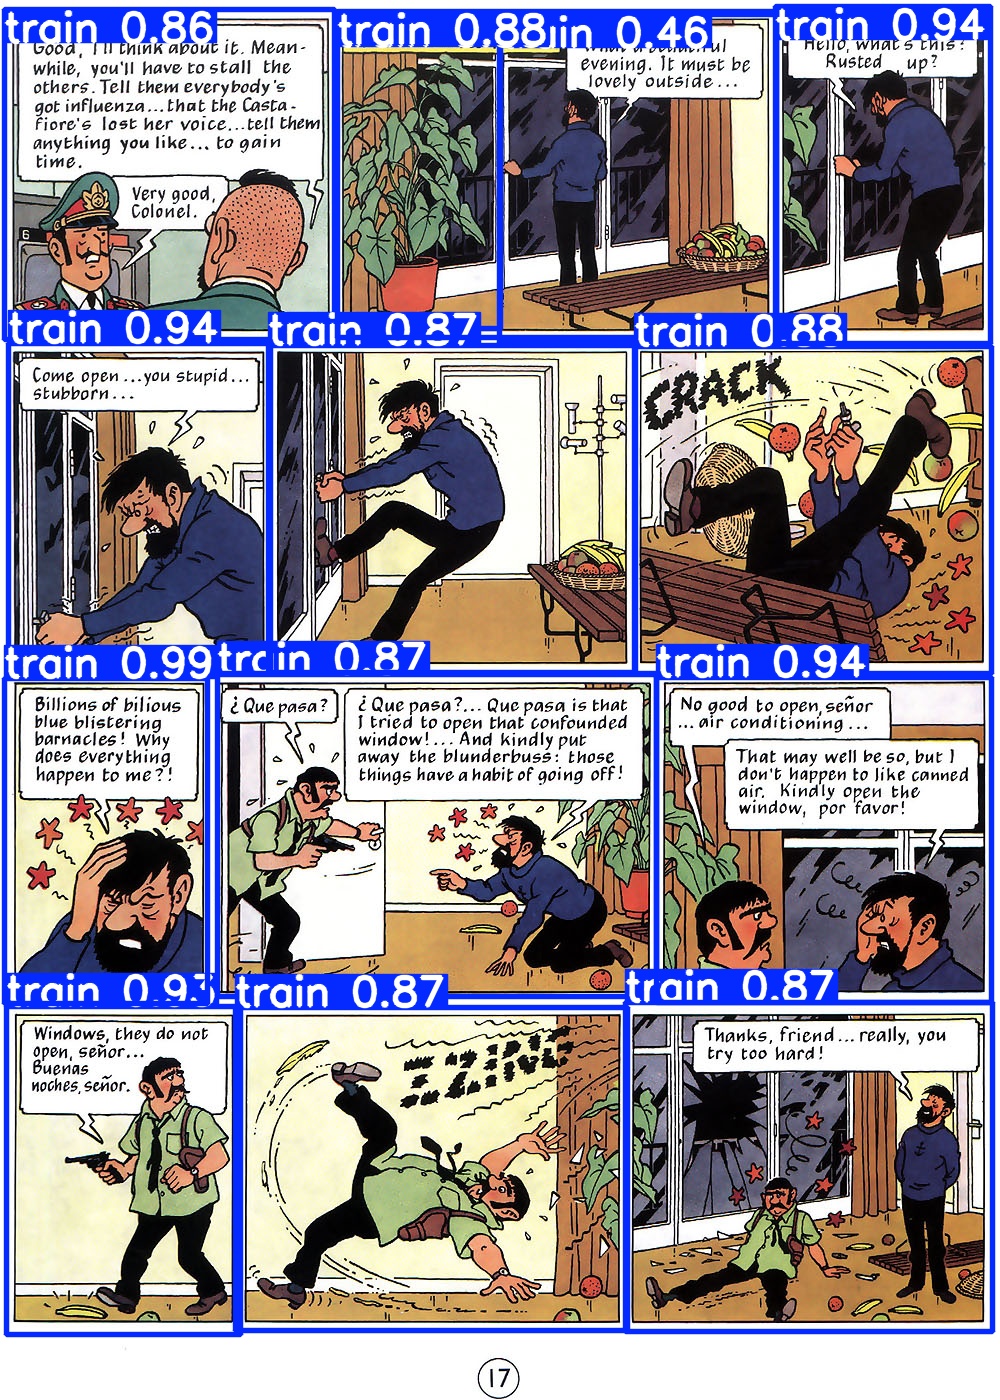 train 0.86
train 0.88
in 0.46
train 0.94
Good, I'll think about it. Mean-
while, you'll have to stall the
others. Tell them everybody's
got influenza...that the Casta-
fiore's lost her voice...tell them
anything you like... to gain
time.
Very good,
Colonel.
6
evening. It must be
lovely outside...
Hello, what's this?
Rusted up?
train 0.94
train 0.87
train 0.88
Come open...you stupid...
stubborn...
CRACK
train 0.99
train 0.87
train 0.94
Billions of bilious
blue blistering
barnacles! Why
does everything
happen to me?!
¿Que pasa?
¿Que pasa?... Que pasa is that
I tried to open that confounded
window!... And kindly put
away the blunderbuss: those
things have a habit of going off!
No good to open, señor
...air conditioning...
That may well be so, but I
don't happen to like canned
air. Kindly open the
window, por favor!
train 0.93
train 0.87
train 0.87
Windows, they do not
open, señor...
Buenas
noches, señor.
Thanks, friend...really, you
try too hard!
17